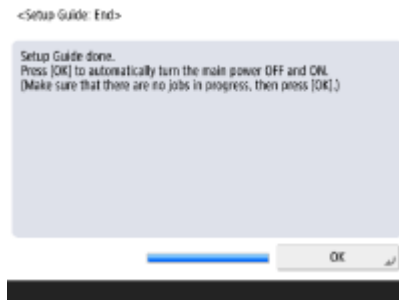 <Setup Guide: End>
Setup Guide done.
Press [OK] to automatically turn the main power OFF and ON.
(Make sure that there are no jobs in progress, then press [OK].)
OK